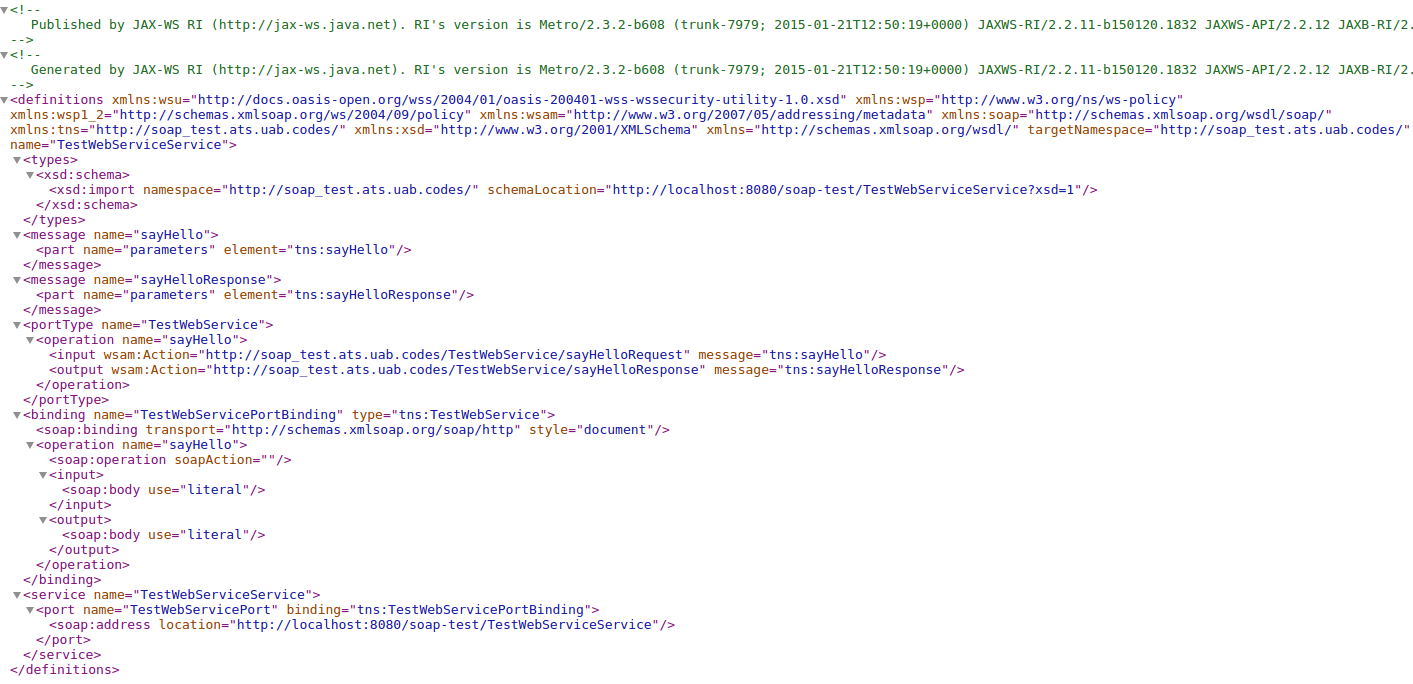 <!--
Published by JAX-WS RI (http://jax-ws.java.net). RI's version is Metro/2.3.2-b608 (trunk-7979; 2015-01-21T12:50:19+0000) JAXWS-RI/2.2.11-b150120.1832 JAXWS-API/2.2.12 JAXB-RI/2.
-->
<!--
Generated by JAX-WS RI (http://jax-ws.java.net). RI's version is Metro/2.3.2-b608 (trunk-7979; 2015-01-21T12:50:19+0000) JAXWS-RI/2.2.11-b150120.1832 JAXWS-API/2.2.12 JAXB-RI/2.
-->
<definitions xmlns:wsu="http://docs.oasis-open.org/wss/2004/01/oasis-200401-wss-wssecurity-utility-1.0.xsd" xmlns:wsp="http://www.w3.org/ns/ws-policy"
xmlns:wsp1_2="http://schemas.xmlsoap.org/ws/2004/09/policy" xmlns:wsam="http://www.w3.org/2007/05/addressing/metadata" xmlns:soap="http://schemas.xmlsoap.org/wsdl/soap/"
xmlns:tns="http://soap_test.ats.uab.codes/" xmlns:xsd="http://www.w3.org/2001/XMLSchema" xmlns="http://schemas.xmlsoap.org/wsdl/" targetNamespace="http://soap_test.ats.uab.codes/"
name="TestWebServiceService">
<types>
<xsd:schema>
<xsd:import namespace="http://soap_test.ats.uab.codes/" schemaLocation="http://localhost:8080/soap-test/TestWebServiceService?xsd=1"/>
</xsd:schema>
</types>
<message name="sayHello">
<part name="parameters" element="tns:sayHello"/>
</message>
<message name="sayHelloResponse">
<part name="parameters" element="tns:sayHelloResponse"/>
</message>
<portType name="TestWebService">
<operation name="sayHello">
<input wsam:Action="http://soap_test.ats.uab.codes/TestWebService/sayHelloRequest" message="tns:sayHello"/>
<output wsam:Action="http://soap_test.ats.uab.codes/TestWebService/sayHelloResponse" message="tns:sayHelloResponse"/>
</operation>
</portType>
<binding name="TestWebServicePortBinding" type="tns:TestWebService">
<soap:binding transport="http://schemas.xmlsoap.org/soap/http" style="document"/>
<operation name="sayHello">
<soap:operation soapAction=""/>
<input>
<soap:body use="literal"/>
</input>
<output>
<soap:body use="literal"/>
</output>
</operation>
</binding>
<service name="TestWebServiceService">
<port name="TestWebServicePort" binding="tns:TestWebServicePortBinding">
<soap:address location="http://localhost:8080/soap-test/TestWebServiceService"/>
</port>
</service>
</definitions>